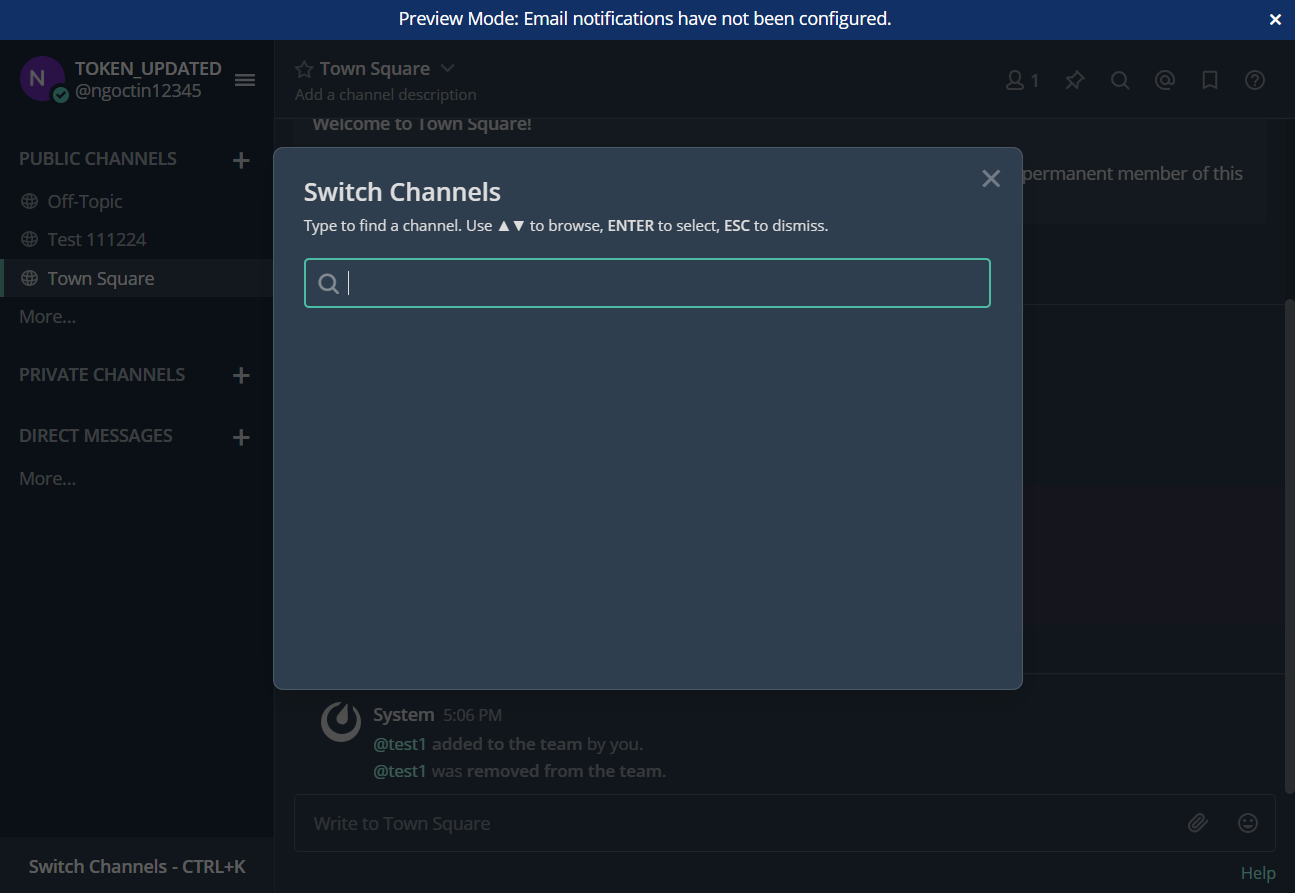 Preview Mode: Email notifications have not been configured.
N
TOKEN_UPDATED
@ngoctin12345
Town Square
Add a channel description
1
Welcome to Town Square!
permanent member of this
PUBLIC CHANNELS
Off-Topic
Test 111224
Town Square
More...
PRIVATE CHANNELS
DIRECT MESSAGES
More...
Switch Channels
Type to find a channel. Use ▲▼ to browse, ENTER to select, ESC to dismiss.
System 5:06 PM
@test1 added to the team by you.
@test1 was removed from the team.
Write to Town Square
Switch Channels - CTRL+K
Help